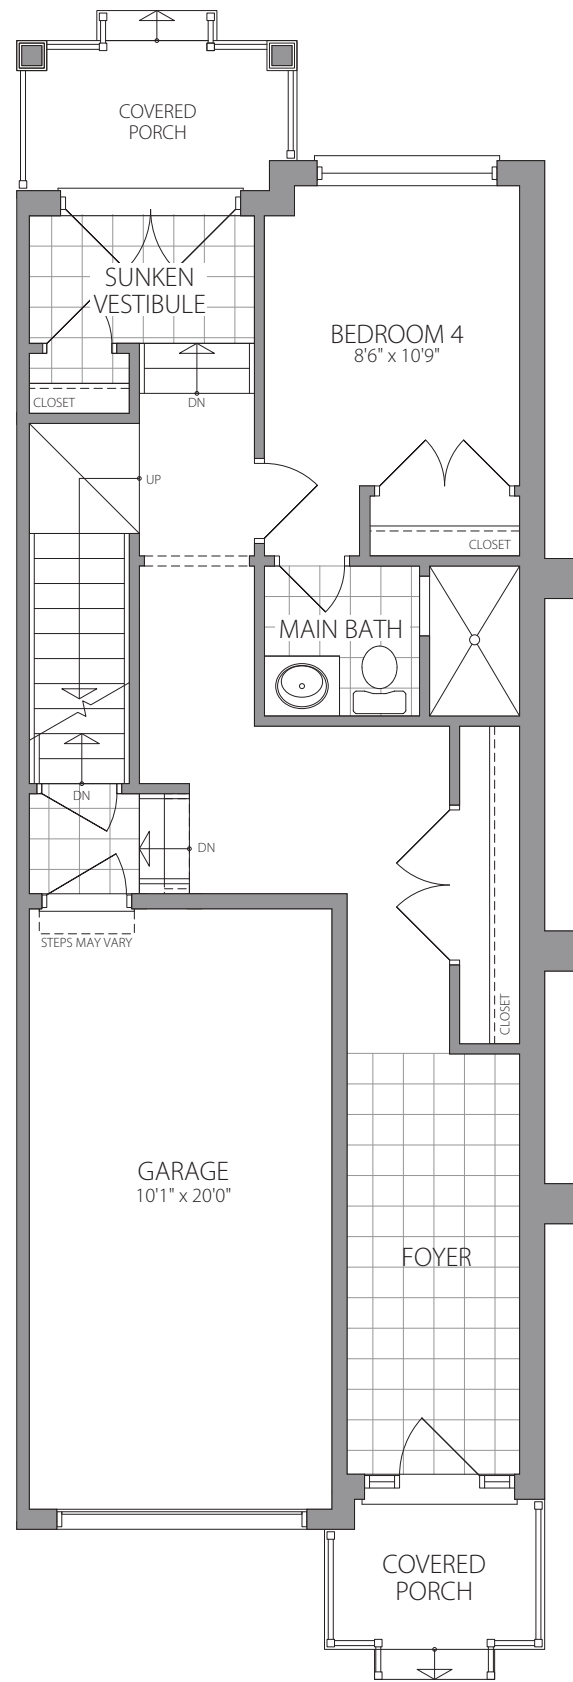 COVERED
PORCH
SUNKEN
VESTIBULE
BEDROOM 4
8'6" x 10'9"
CLOSET
DN
UP
CLOSET
MAIN BATH
DN
DN
STEPS MAY VARY
CLOSET
GARAGE
10'1" x 20'0"
FOYER
COVERED
PORCH